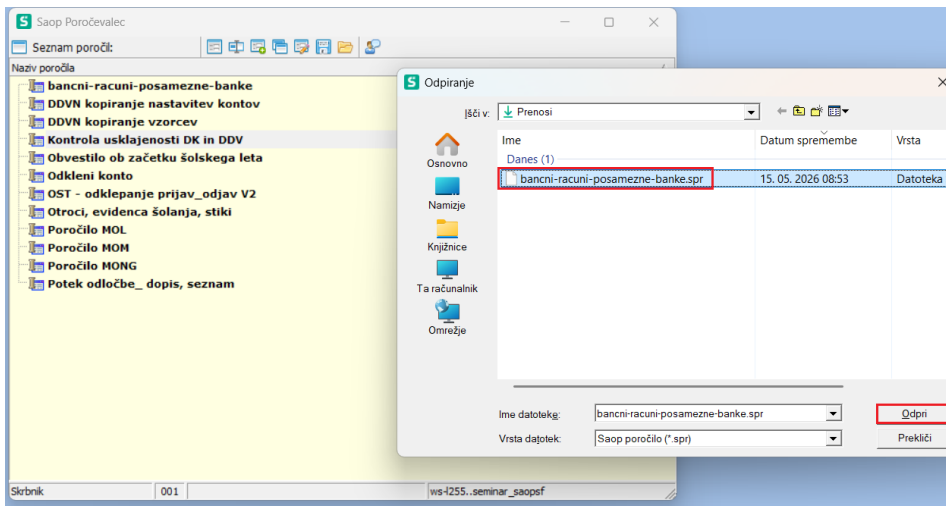 Saop Poročevalec
Seznam poročil:
Naziv poročila
bancni-racuni-posamezne-banke
DDVN kopiranje nastavitev kontov
DDVN kopiranje vzorcev
Kontrola usklajenosti DK in DDV
Obvestilo ob začetku šolskega leta
Odkleni konto
OST - odklepanje prijav_odjav V2
Otroci, evidenca šolanja, stiki
Poročilo MOL
Poročilo MOM
Poročilo MONG
Potek odločbe_ dopis, seznam
Skrbnik 001 ws-l255..seminar_saopsf
Odpiranje
Išči v: Prenosi
Osnovno
Namizje
Knjižnice
Ta računalnik
Omrežje
Ime Datum spremembe Vrsta
Danes (1)
bancni-racuni-posamezne-banke.spr 15. 05. 2026 08:53 Datoteka
Ime datoteke: bancni-racuni-posamezne-banke.spr Odpri
Vrsta datotek: Saop poročilo (*.spr) Prekliči